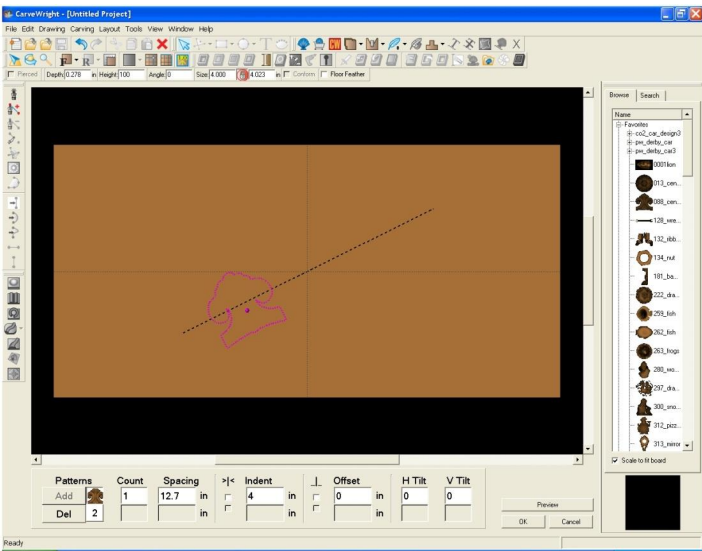 CarveWright - [Untitled Project]
File Edit Drawing Carving Layout Tools View Window Help
Pierced Depth 0.278 in Height 100 Angle 0 Size 4.000 4.023 in Conform Floor Feather
Browse Search
Name
Favorites
co2_car_design3
pw_derby_car
pw_derby_car3
0001lion
013_cen...
088_cen...
128_wre...
132_ribb...
134_nut
181_ba...
222_dra...
259_fish
262_fish
263_frogs
280_wo...
297_dra...
300_sno...
312_pizz...
313_mirror
Scale to fit board
Patterns Count Spacing >|< Indent _|_ Offset H Tilt V Tilt
Add 1 12.7 in 4 in 0 in 0 0
Del 2 in in in
Preview
OK Cancel
Ready